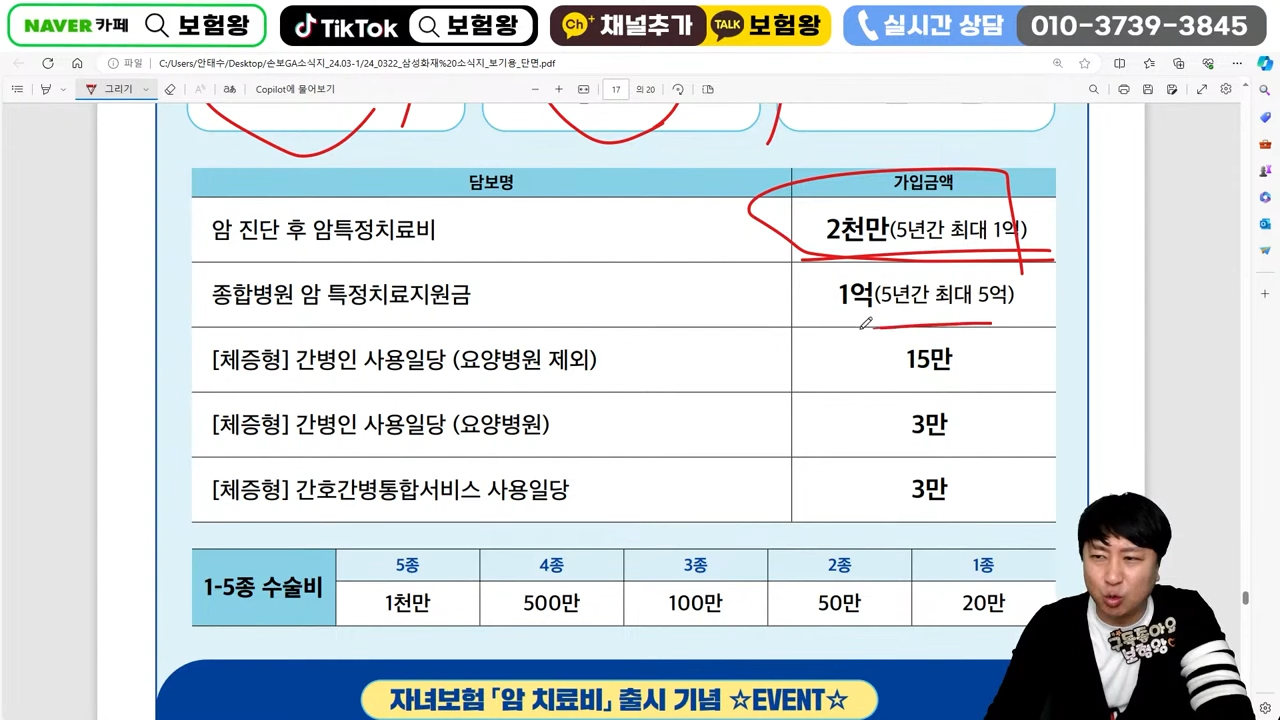 NAVER 카페 보험왕 TikTok 보험왕 Ch+ 채널추가 TALK 보험왕 실시간 상담 010-3739-3845
파일 C:/Users/안태수/Desktop/손보GA소식지_24.03-1/24_0322_삼성화재%20소식지_보기용_단면.pdf
그리기 aあ Copilot에 물어보기 17 의 20
담보명 가입금액
암 진단 후 암특정치료비 2천만(5년간 최대 1억)
종합병원 암 특정치료지원금 1억(5년간 최대 5억)
[체증형] 간병인 사용일당 (요양병원 제외) 15만
[체증형] 간병인 사용일당 (요양병원) 3만
[체증형] 간호간병통합서비스 사용일당 3만
1-5종 수술비 5종 4종 3종 2종 1종
1천만 500만 100만 50만 20만
구독좋아요
보험왕
자녀보험 「암 치료비」 출시 기념 ☆EVENT☆